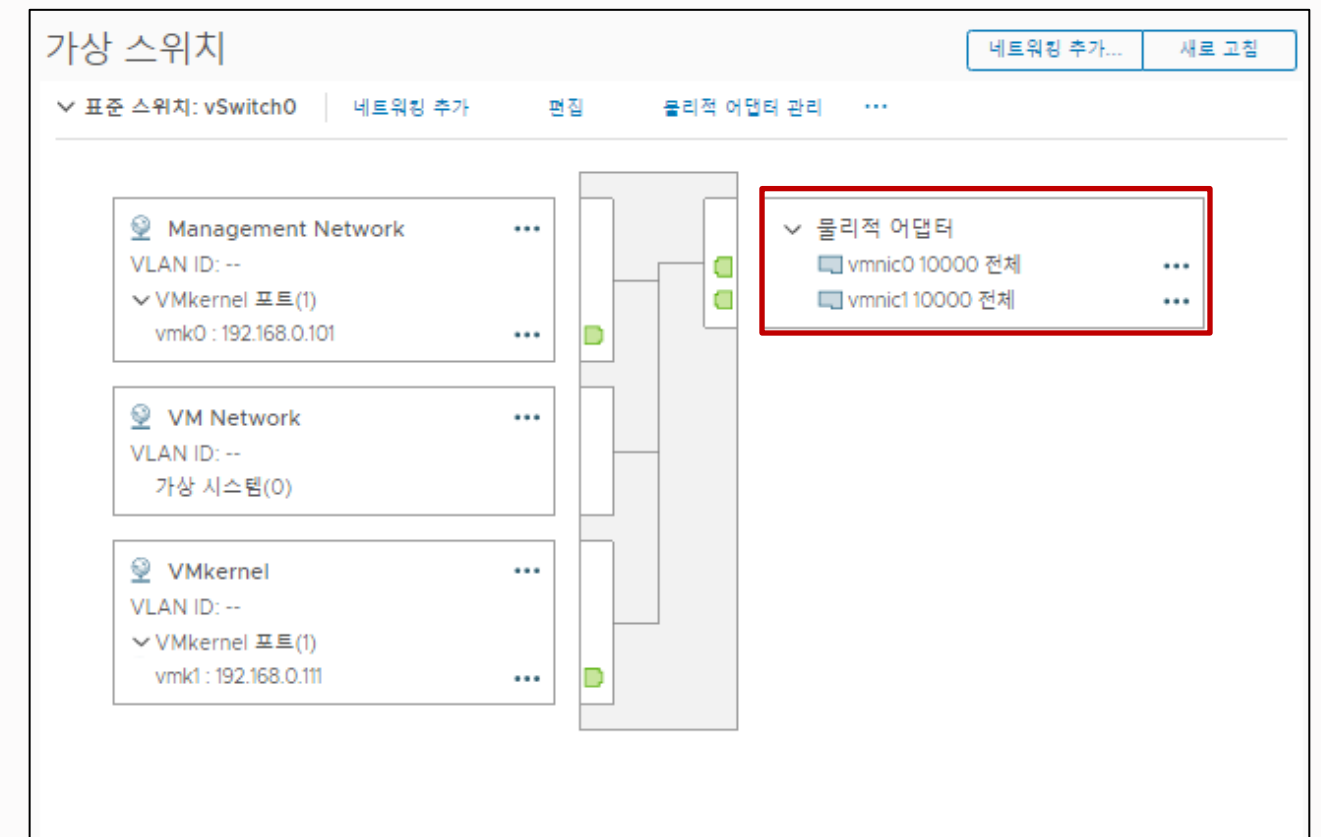 가상 스위치
네트워킹 추가...
새로 고침
표준 스위치: vSwitch0
네트워킹 추가
편집
물리적 어댑터 관리
...
Management Network
VLAN ID: --
VMkernel 포트(1)
vmk0 : 192.168.0.101
VM Network
VLAN ID: --
가상 시스템(0)
VMkernel
VLAN ID: --
VMkernel 포트(1)
vmk1 : 192.168.0.111
물리적 어댑터
vmnic0 10000 전체
vmnic1 10000 전체